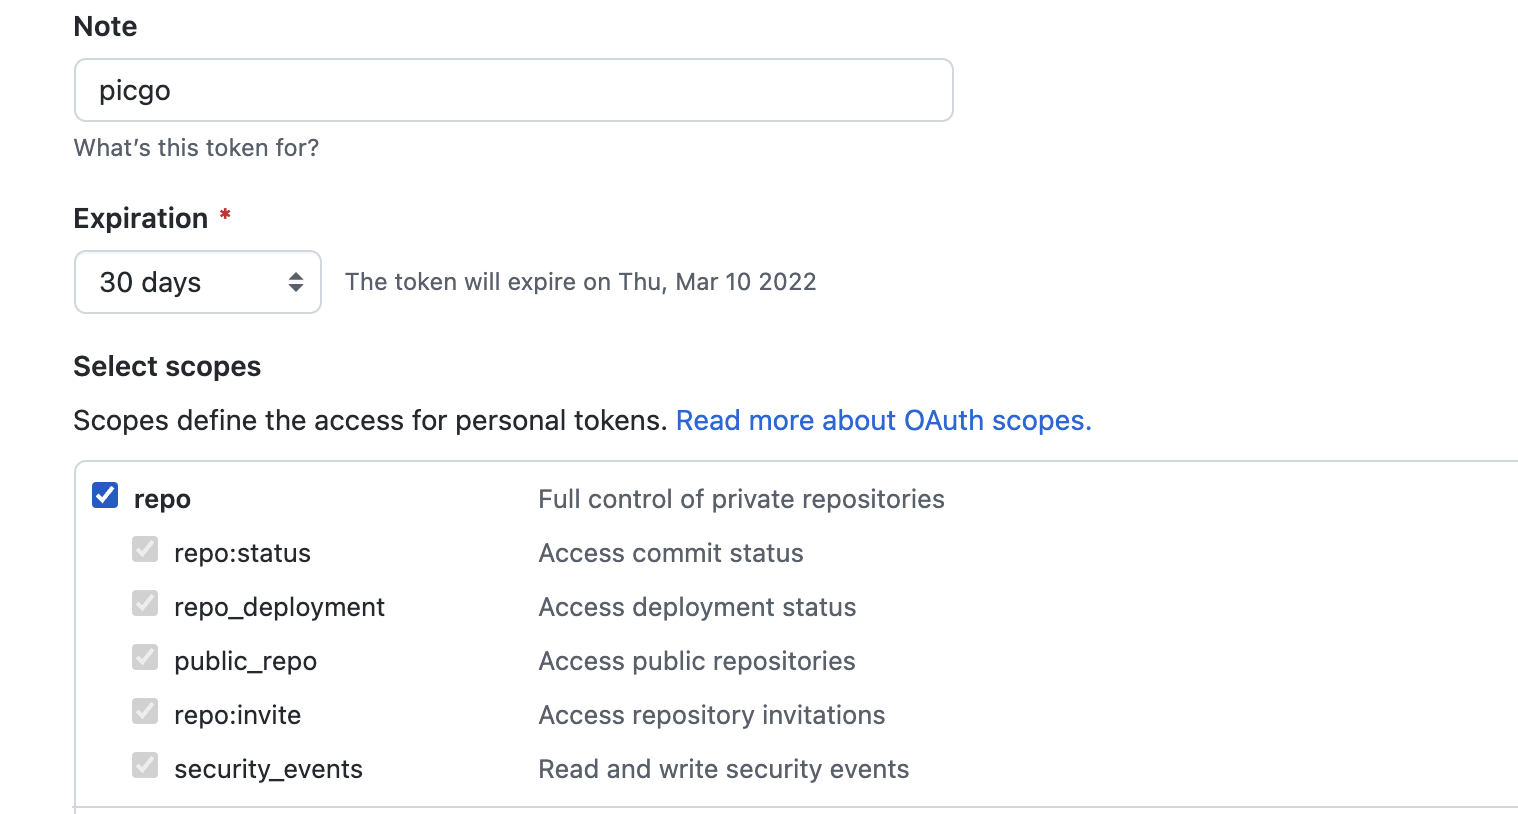 Note
picgo
What's this token for?
Expiration *
30 days The token will expire on Thu, Mar 10 2022
Select scopes
Scopes define the access for personal tokens. Read more about OAuth scopes.
repo Full control of private repositories
repo:status Access commit status
repo_deployment Access deployment status
public_repo Access public repositories
repo:invite Access repository invitations
security_events Read and write security events